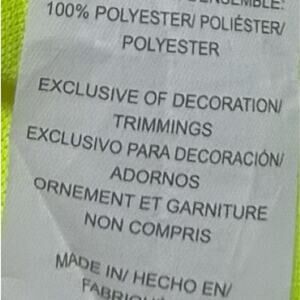 ENSEMBLE:
100% POLYESTER/ POLIÉSTER/
POLYESTER
EXCLUSIVE OF DECORATION/
TRIMMINGS
EXCLUSIVO PARA DECORACIÓN/
ADORNOS
ORNEMENT ET GARNITURE
NON COMPRIS
MADE IN/ HECHO EN/